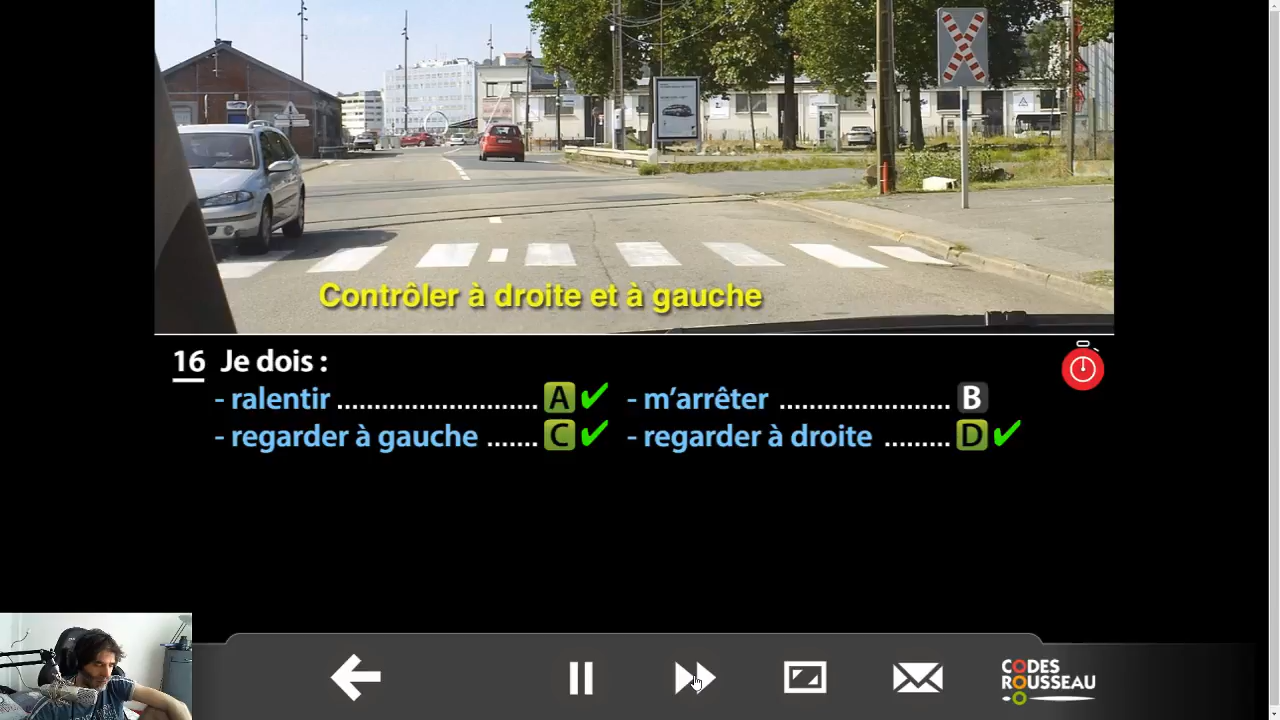 Contrôler à droite et à gauche
16 Je dois :
- ralentir ......................... A ✔ - m'arrêter ..................... B
- regarder à gauche ....... C ✔ - regarder à droite ......... D ✔
CODES
ROUSSEAU